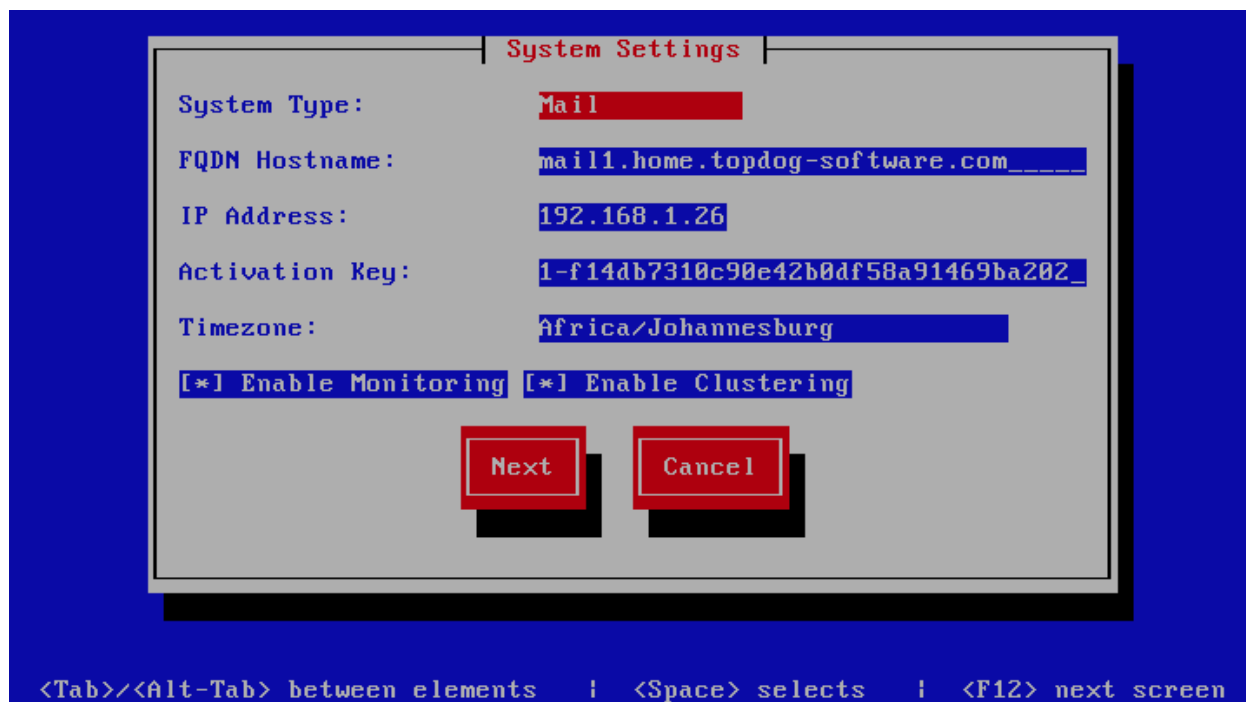 System Settings
System Type: Mail
FQDN Hostname: mail1.home.topdog-software.com_____
IP Address: 192.168.1.26
Activation Key: 1-f14db7310c90e42b0df58a91469ba202_
Timezone: Africa/Johannesburg
[*] Enable Monitoring [*] Enable Clustering
Next Cancel
<Tab>/<Alt-Tab> between elements | <Space> selects | <F12> next screen